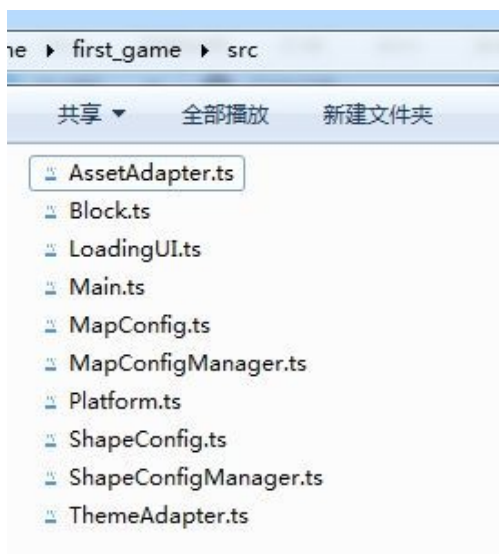 ne ▸ first_game ▸ src
共享 全部播放 新建文件夹
AssetAdapter.ts
Block.ts
LoadingUI.ts
Main.ts
MapConfig.ts
MapConfigManager.ts
Platform.ts
ShapeConfig.ts
ShapeConfigManager.ts
ThemeAdapter.ts